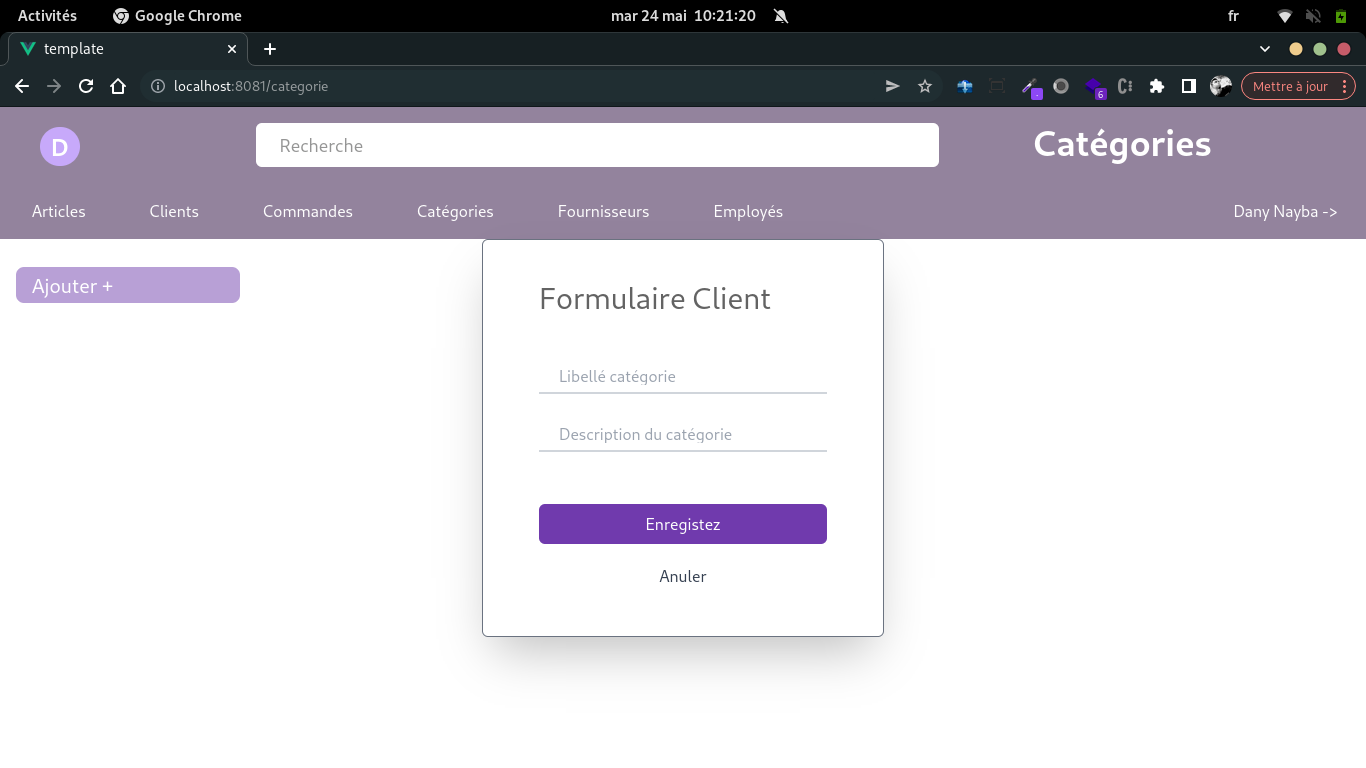 Activités Google Chrome mar 24 mai 10:21:20 fr
template
localhost:8081/categorie 6 Mettre à jour
D Recherche Catégories
Articles Clients Commandes Catégories Fournisseurs Employés Dany Nayba ->
Ajouter +
Formulaire Client
Libellé catégorie
Description du catégorie
Enregistez
Anuler